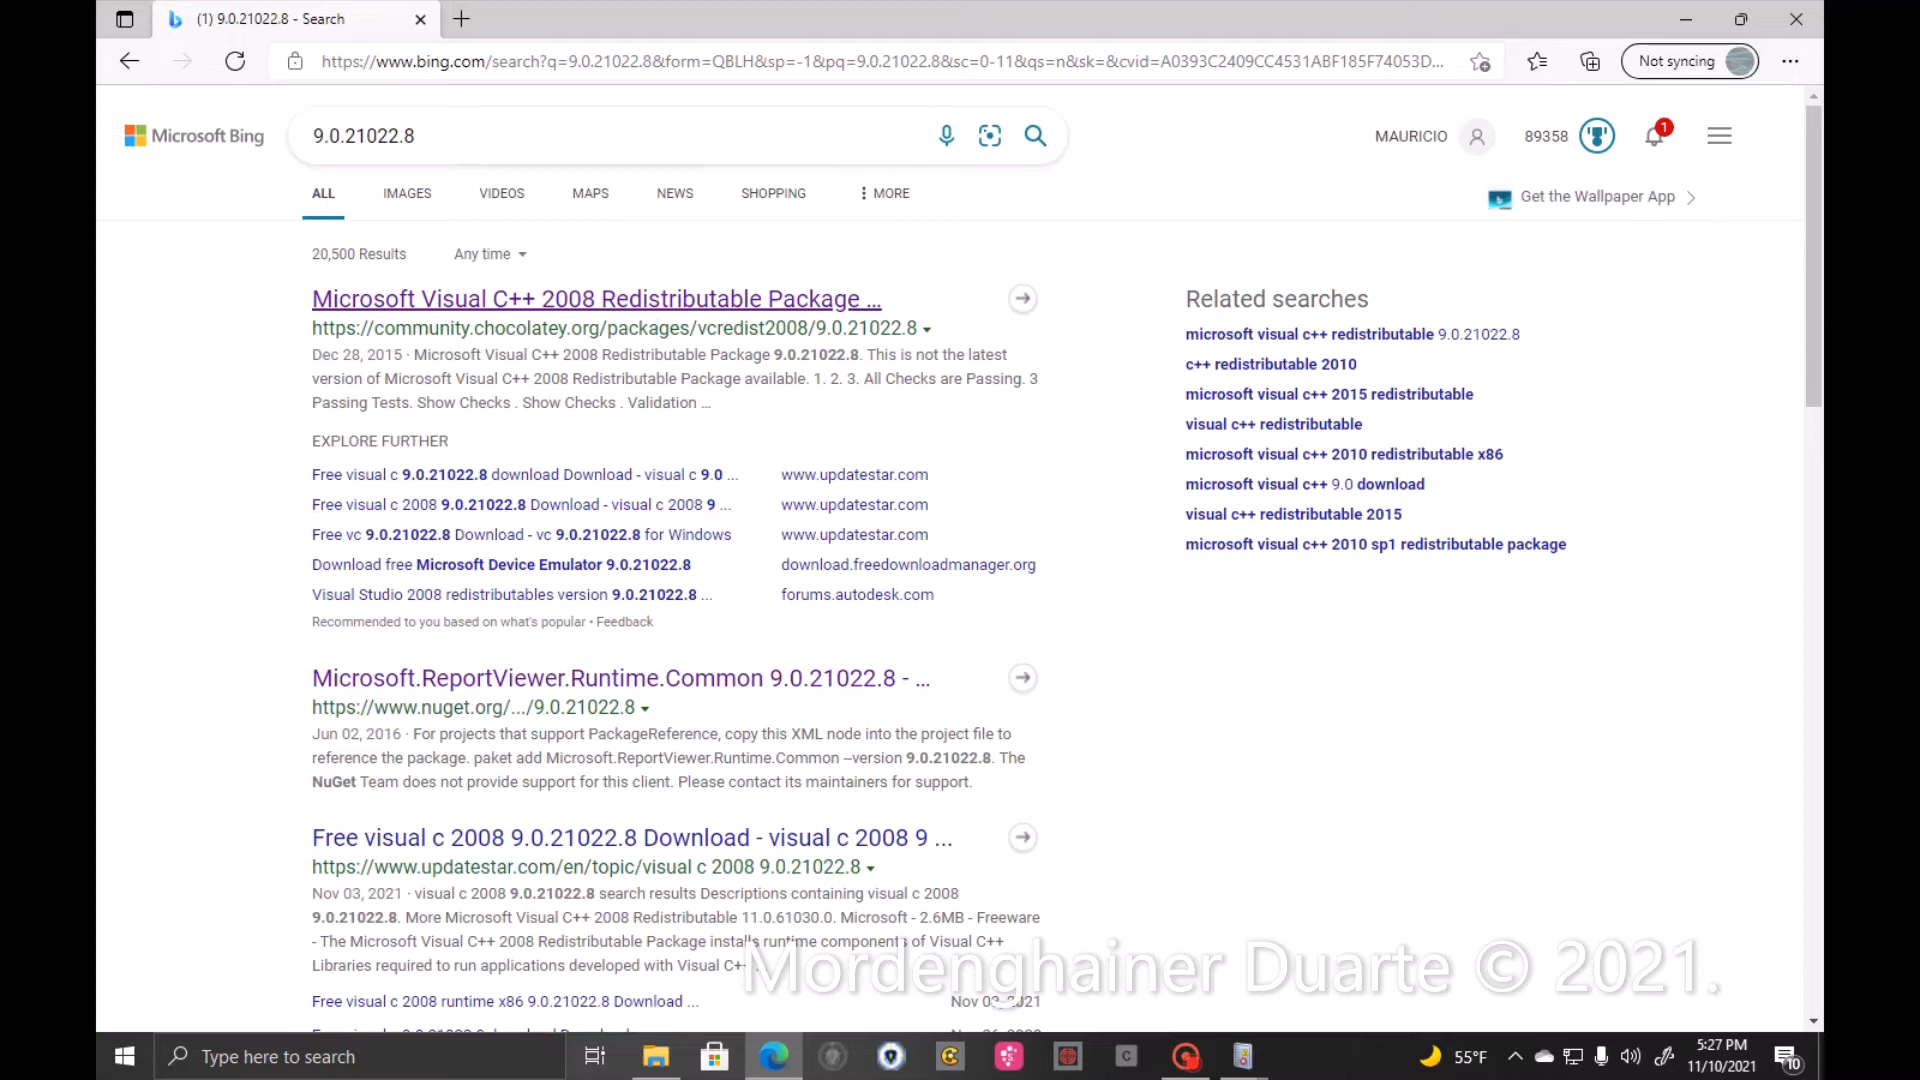 (1) 9.0.21022.8 - Search
https://www.bing.com/search?q=9.0.21022.8&form=QBLH&sp=-1&pq=9.0.21022.8&sc=0-11&qs=n&sk=&cvid=A0393C2409CC4531ABF185F74053D...
Not syncing
Microsoft Bing
9.0.21022.8
MAURICIO
89358
1
ALL
IMAGES
VIDEOS
MAPS
NEWS
SHOPPING
MORE
Get the Wallpaper App
20,500 Results
Any time
Microsoft Visual C++ 2008 Redistributable Package ...
https://community.chocolatey.org/packages/vcredist2008/9.0.21022.8
Dec 28, 2015 · Microsoft Visual C++ 2008 Redistributable Package 9.0.21022.8. This is not the latest
version of Microsoft Visual C++ 2008 Redistributable Package available. 1. 2. 3. All Checks are Passing. 3
Passing Tests. Show Checks . Show Checks . Validation ...
EXPLORE FURTHER
Free visual c 9.0.21022.8 download Download - visual c 9.0 ...
www.updatestar.com
Free visual c 2008 9.0.21022.8 Download - visual c 2008 9 ...
www.updatestar.com
Free vc 9.0.21022.8 Download - vc 9.0.21022.8 for Windows
www.updatestar.com
Download free Microsoft Device Emulator 9.0.21022.8
download.freedownloadmanager.org
Visual Studio 2008 redistributables version 9.0.21022.8 ...
forums.autodesk.com
Recommended to you based on what's popular • Feedback
Microsoft.ReportViewer.Runtime.Common 9.0.21022.8 - ...
https://www.nuget.org/.../9.0.21022.8
Jun 02, 2016 · For projects that support PackageReference, copy this XML node into the project file to
reference the package. paket add Microsoft.ReportViewer.Runtime.Common --version 9.0.21022.8. The
NuGet Team does not provide support for this client. Please contact its maintainers for support.
Free visual c 2008 9.0.21022.8 Download - visual c 2008 9 ...
https://www.updatestar.com/en/topic/visual c 2008 9.0.21022.8
Nov 03, 2021 · visual c 2008 9.0.21022.8 search results Descriptions containing visual c 2008
9.0.21022.8. More Microsoft Visual C++ 2008 Redistributable 11.0.61030.0. Microsoft - 2.6MB - Freeware
- The Microsoft Visual C++ 2008 Redistributable Package installs runtime components of Visual C++
Libraries required to run applications developed with Visual C++
Free visual c 2008 runtime x86 9.0.21022.8 Download ...
Nov 03, 2021
Related searches
microsoft visual c++ redistributable 9.0.21022.8
c++ redistributable 2010
microsoft visual c++ 2015 redistributable
visual c++ redistributable
microsoft visual c++ 2010 redistributable x86
microsoft visual c++ 9.0 download
visual c++ redistributable 2015
microsoft visual c++ 2010 sp1 redistributable package
Mordenghainer Duarte © 2021.
Type here to search
55°F
5:27 PM
11/10/2021
10